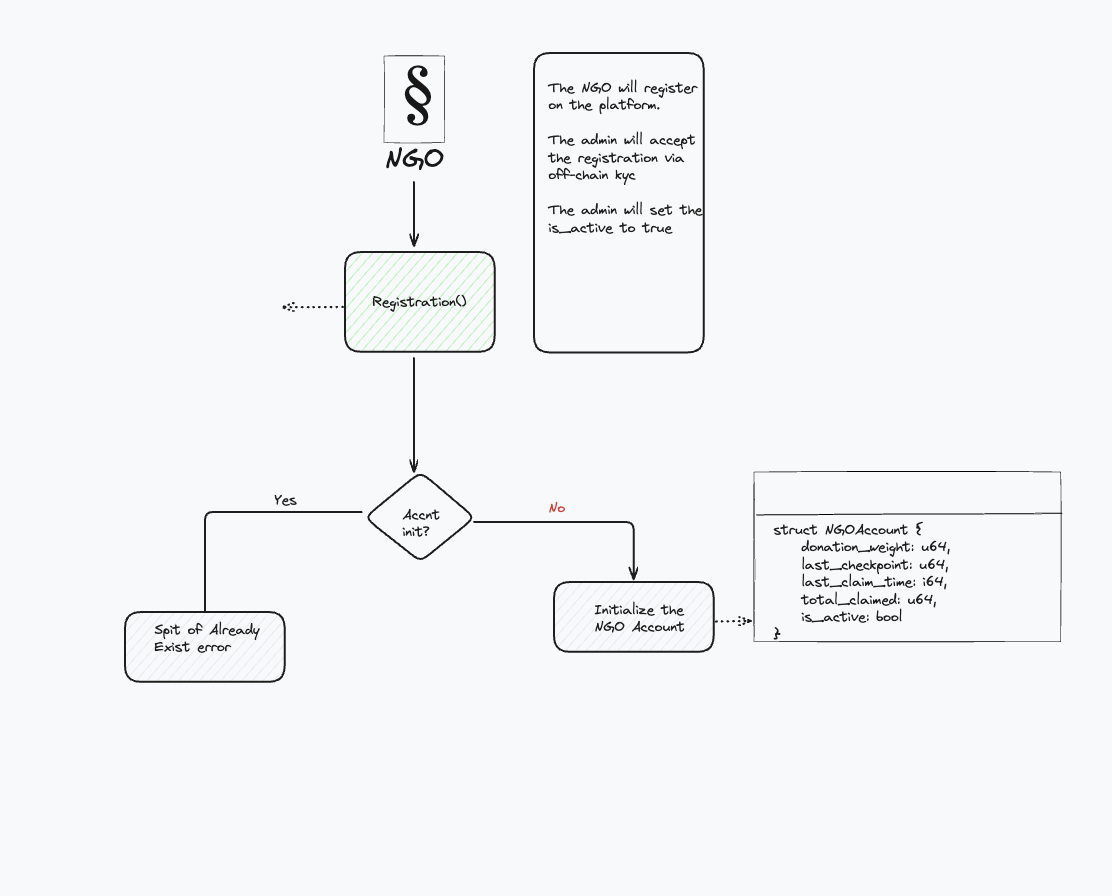 §
NGO
The NGO will register
on the platform.
The admin will accept
the registration via
off-chain kyc
The admin will set the
is_active to true
Registration()
Accnt
init?
Yes
No
Spit of Already
Exist error
Initialize the
NGO Account
struct NGOAccount {
donation_weight: u64,
last_checkpoint: u64,
last_claim_time: i64,
total_claimed: u64,
is_active: bool
}